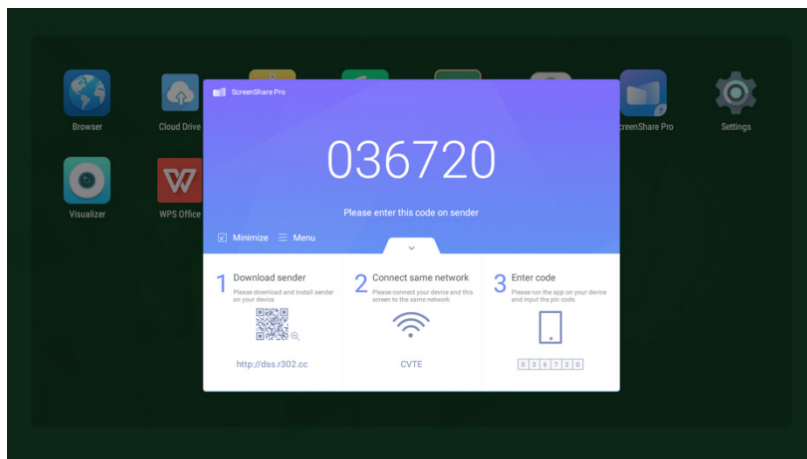 ScreenShare Pro
036720
Please enter this code on sender
Minimize
Menu
1
Download sender
Please download and install sender
on your device
http://dss.r302.cc
2
Connect same network
Please connect your device and this
screen to the same network.
CVTE
3
Enter code
Please run the app on your device
and input the pin code.
0 3 6 7 2 0
Browser
Cloud Drive
creenShare Pro
Settings
Visualizer
WPS Office